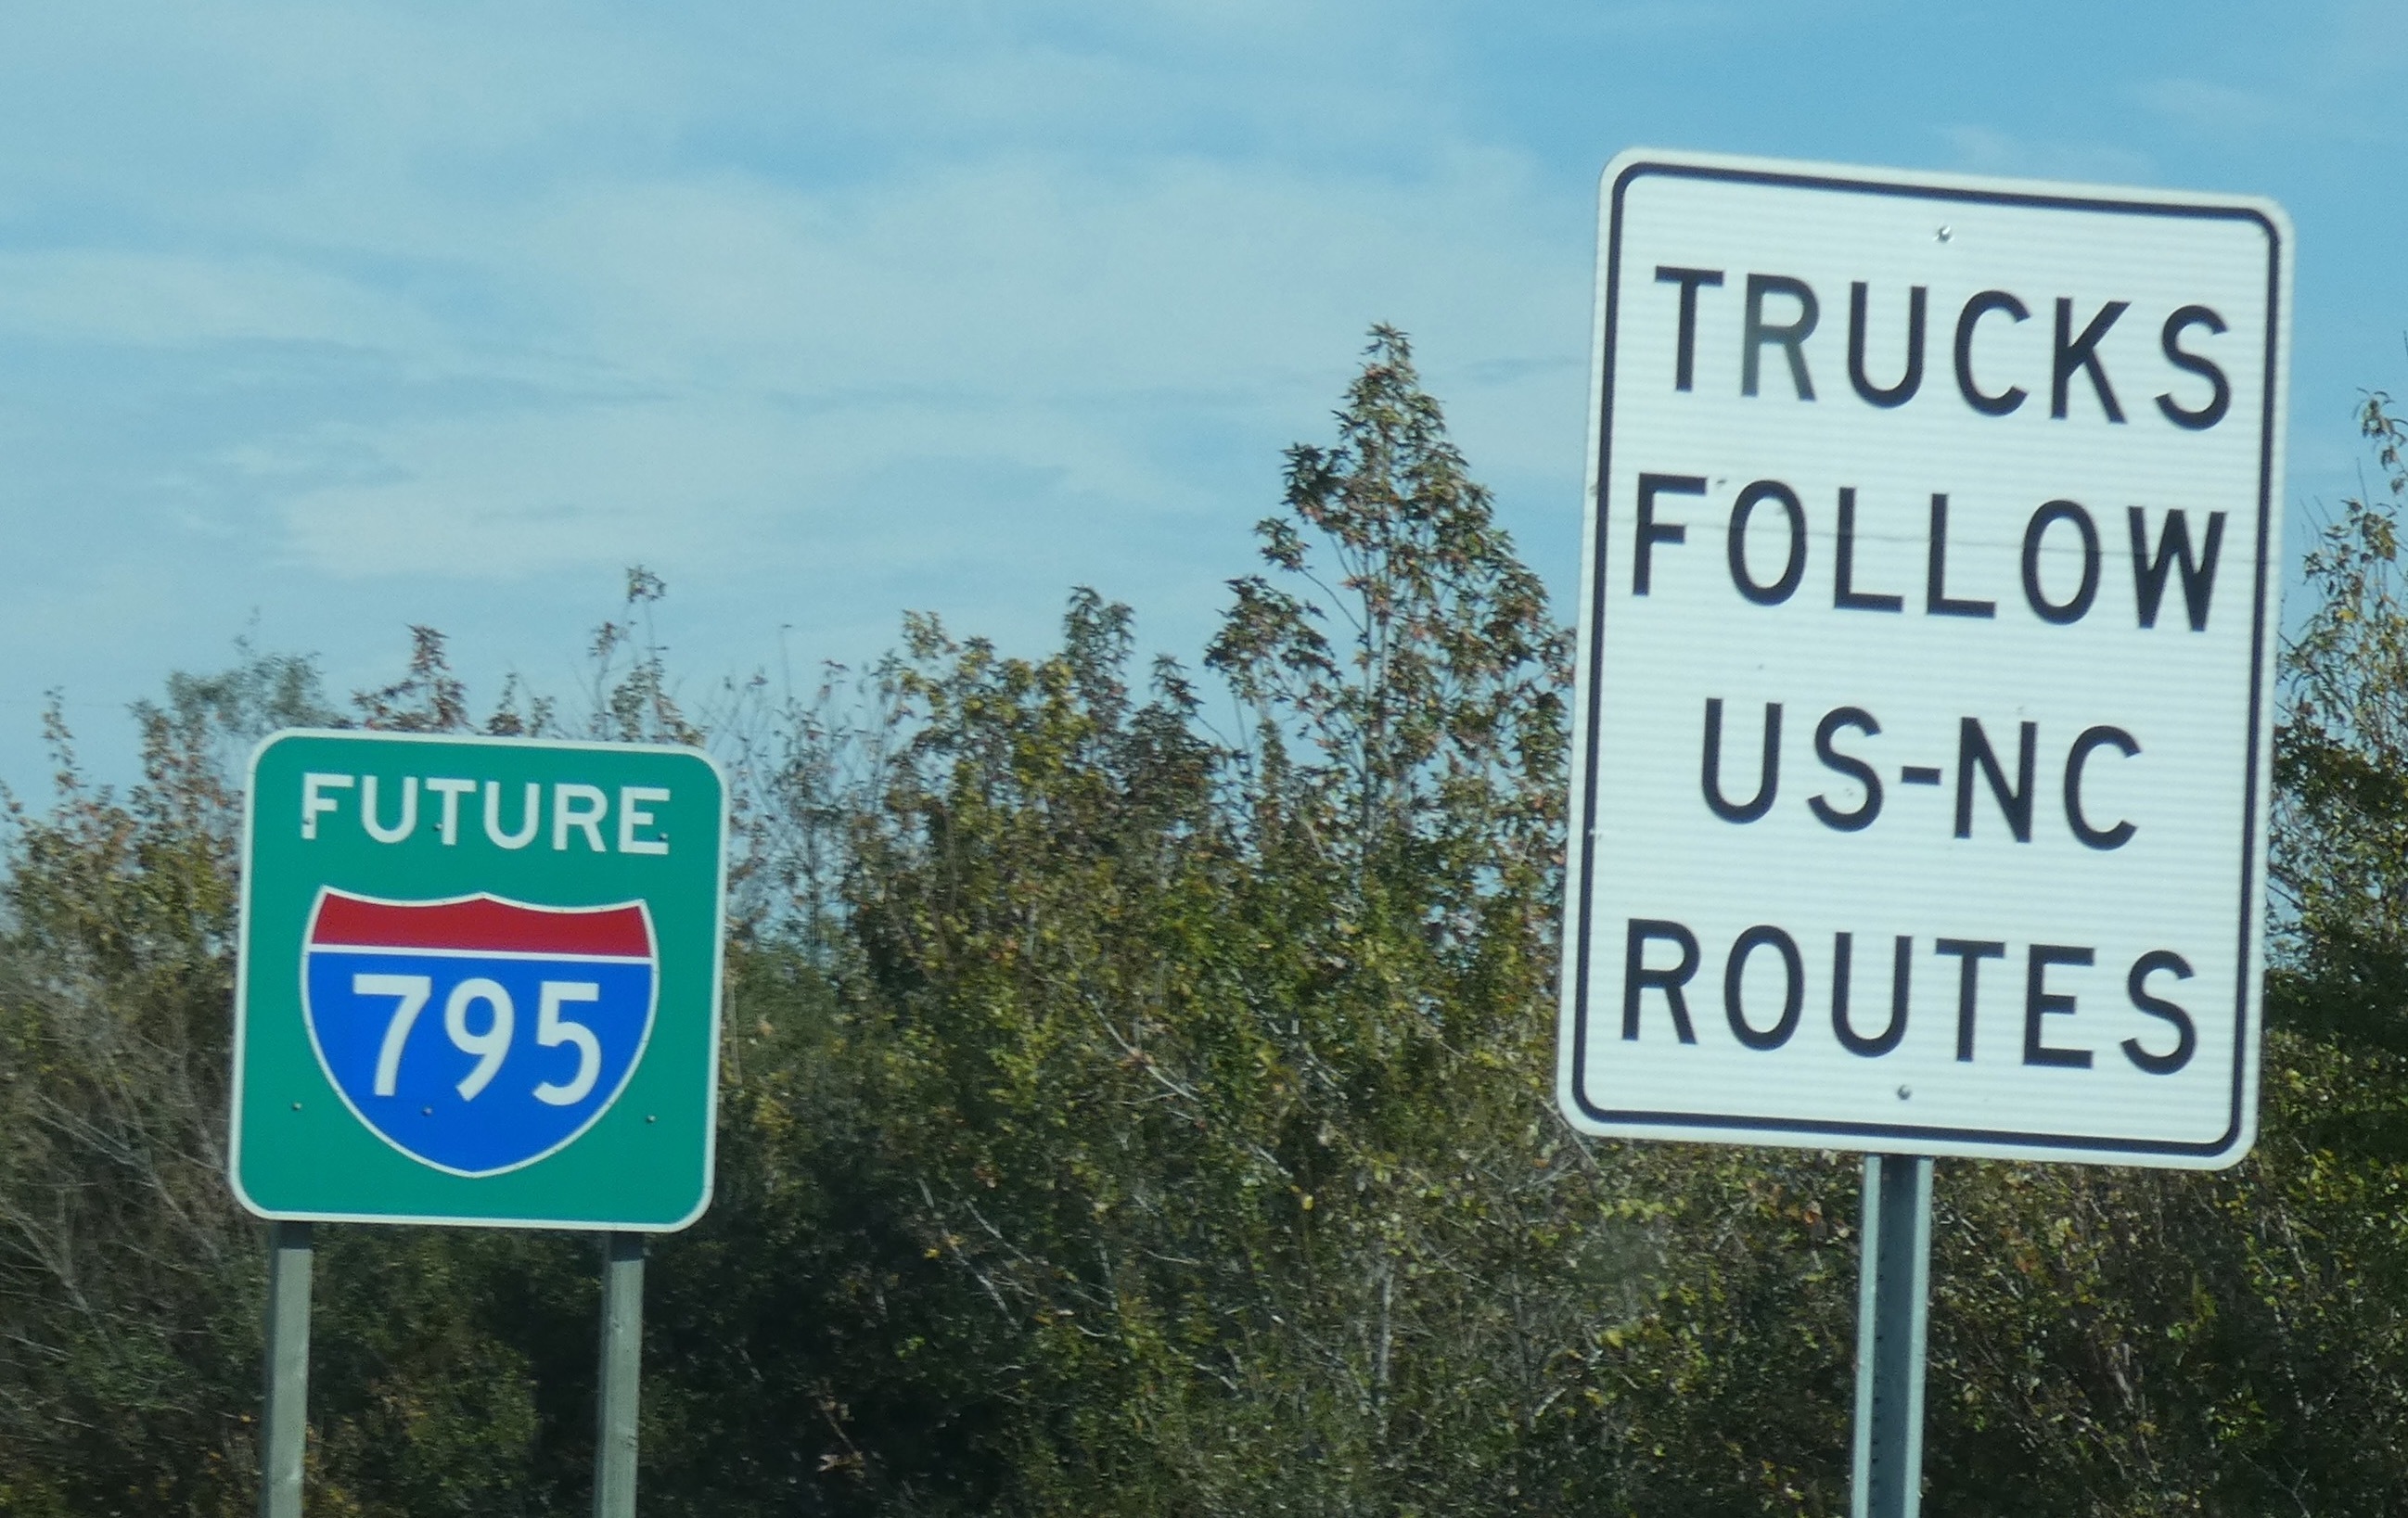 FUTURE
795
TRUCKS
FOLLOW
US-NC
ROUTES